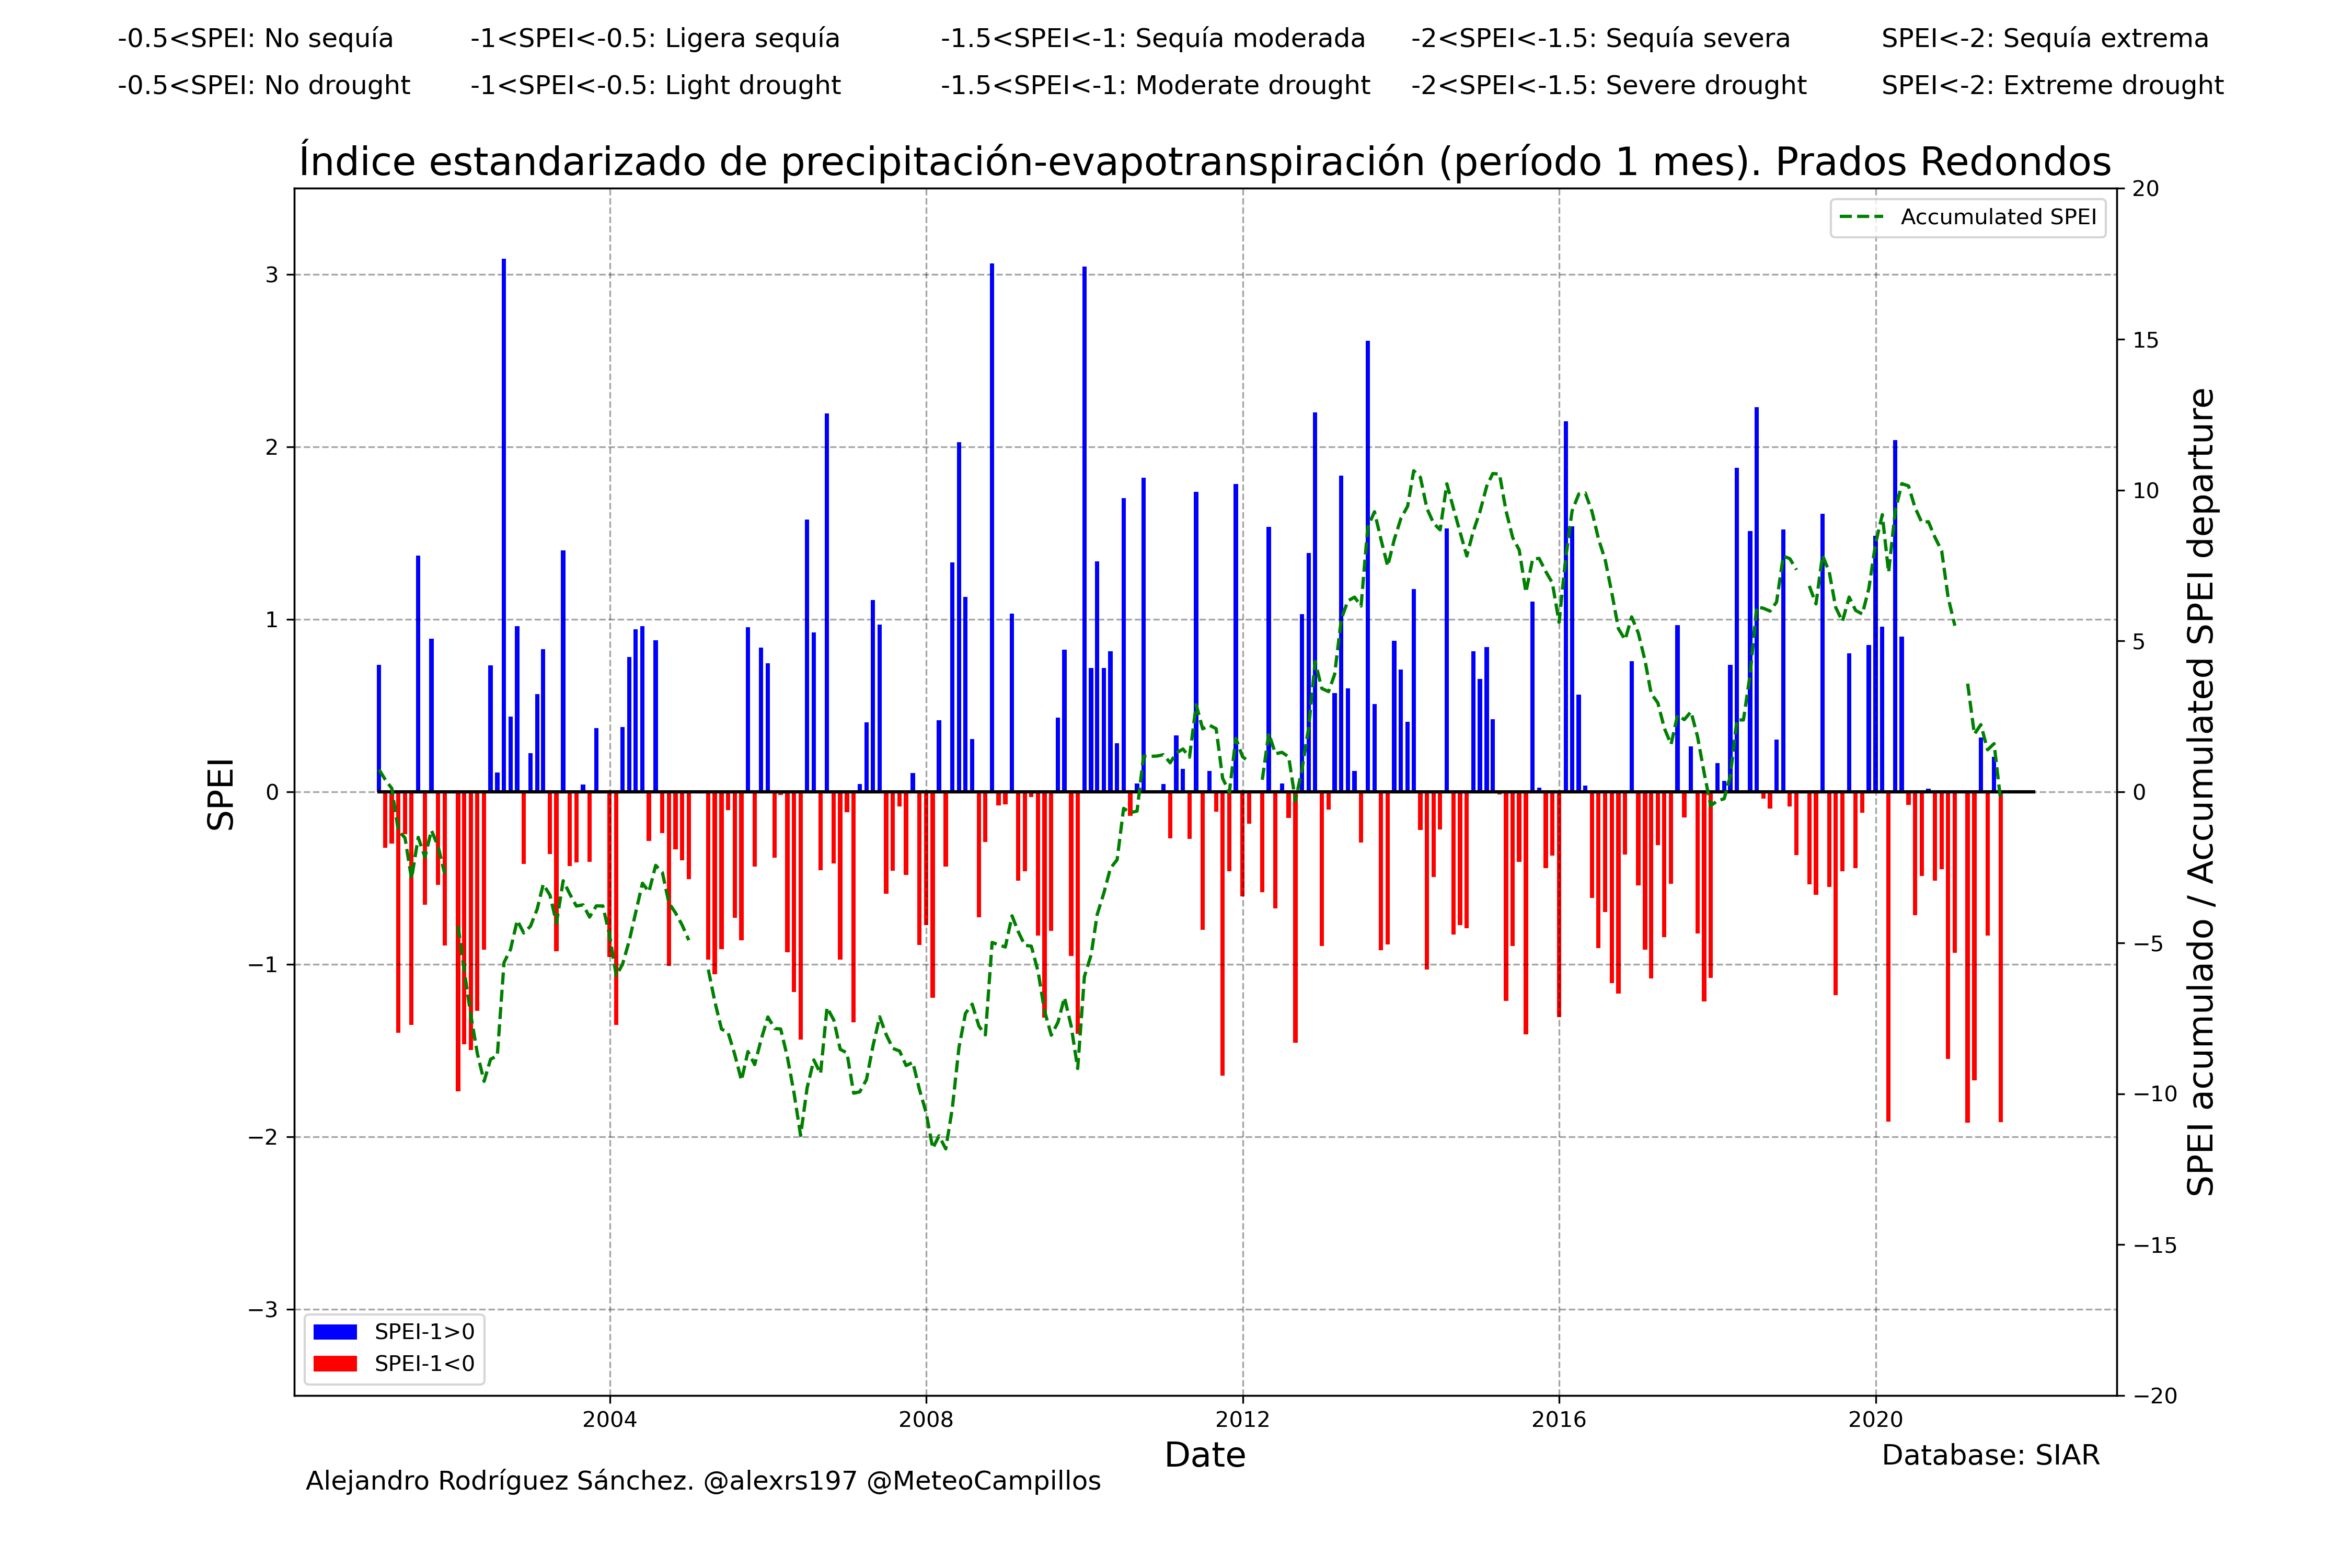 -0.5<SPEI: No sequía -1<SPEI<-0.5: Ligera sequía -1.5<SPEI<-1: Sequía moderada -2<SPEI<-1.5: Sequía severa SPEI<-2: Sequía extrema
-0.5<SPEI: No drought -1<SPEI<-0.5: Light drought -1.5<SPEI<-1: Moderate drought -2<SPEI<-1.5: Severe drought SPEI<-2: Extreme drought
Índice estandarizado de precipitación-evapotranspiración (período 1 mes). Prados Redondos
Accumulated SPEI
SPEI
3
2
1
0
−1
−2
−3
20
15
10
5
0
−5
−10
−15
−20
SPEI acumulado / Accumulated SPEI departure
SPEI-1>0
SPEI-1<0
2004 2008 2012 2016 2020
Date
Database: SIAR
Alejandro Rodríguez Sánchez. @alexrs197 @MeteoCampillos